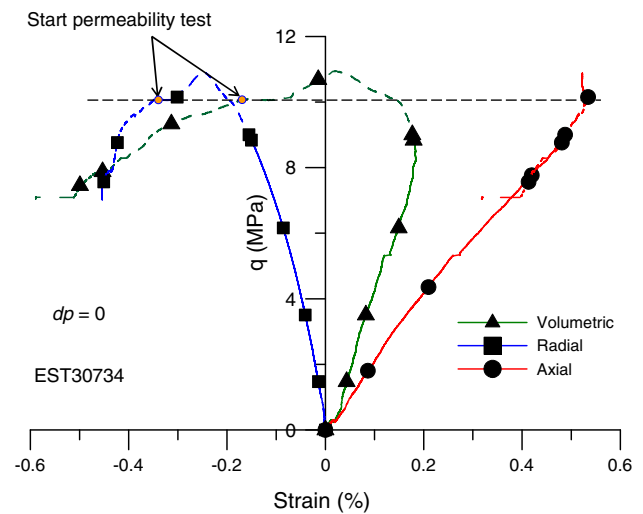 Start permeability test
12
8
q (MPa)
4
dp = 0
Volumetric
Radial
Axial
EST30734
0
-0.6
-0.4
-0.2
0
0.2
0.4
0.6
Strain (%)